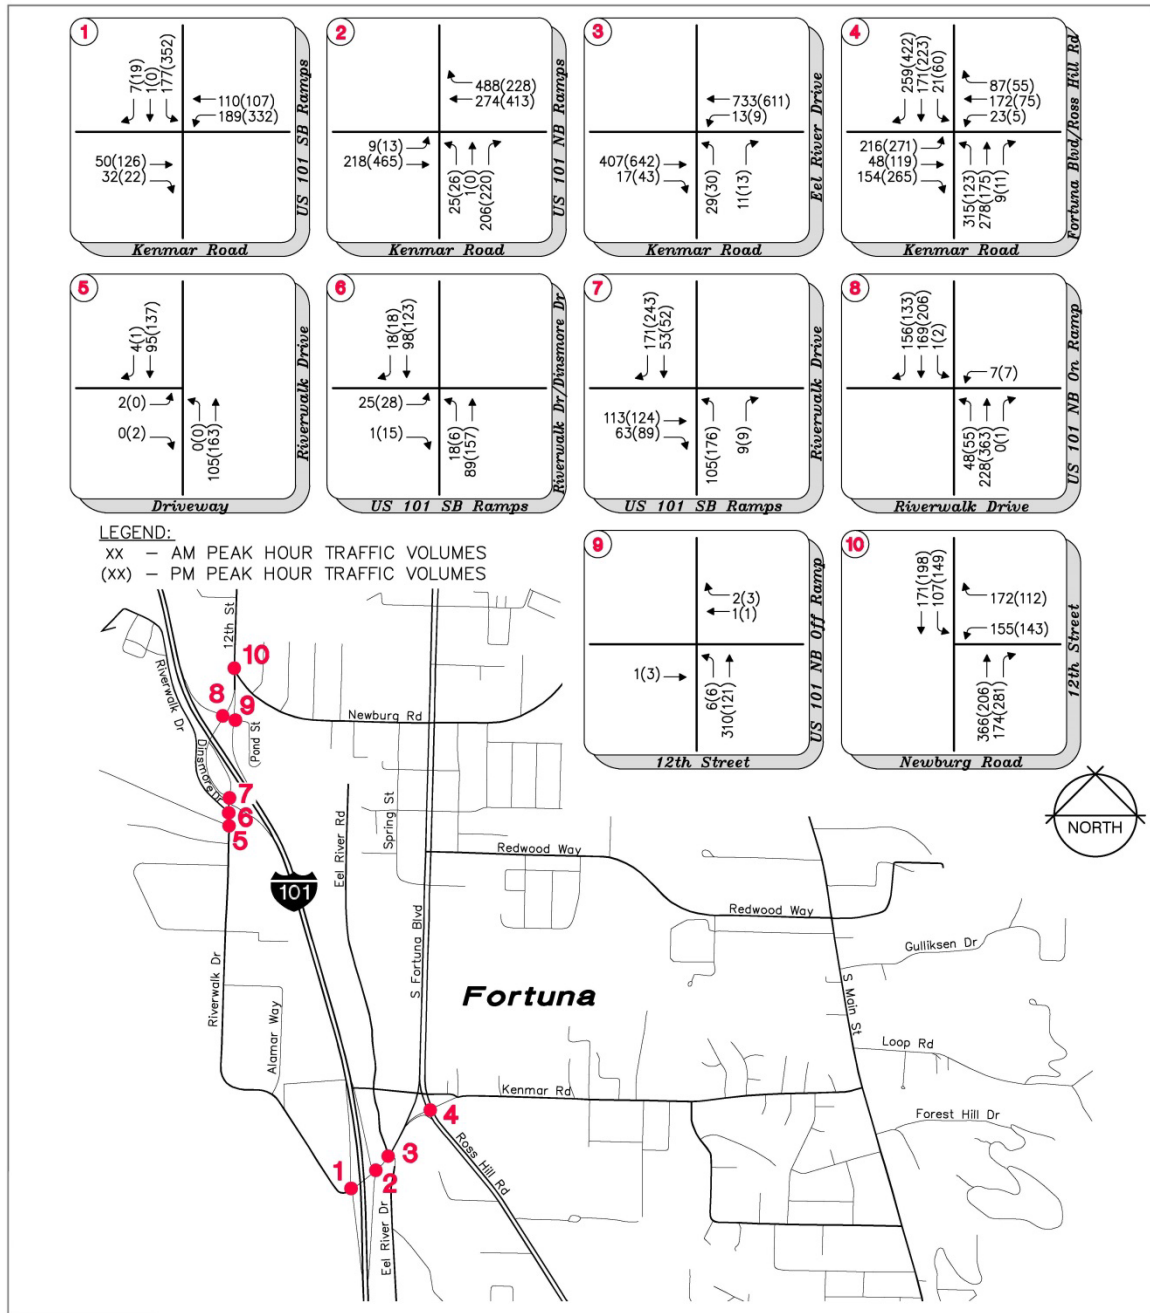 1
7(19)
1(0)
177(352)
110(107)
189(332)
50(126)
32(22)
US 101 SB Ramps
Kenmar Road
2
488(228)
274(413)
9(13)
218(465)
25(26)
1(0)
206(220)
US 101 NB Ramps
Kenmar Road
3
733(611)
13(9)
407(642)
17(43)
29(30)
11(13)
Eel River Drive
Kenmar Road
4
259(422)
171(223)
21(60)
87(55)
172(75)
23(5)
216(271)
48(119)
154(265)
315(123)
278(175)
9(11)
Fortuna Blvd/Ross Hill Rd
Kenmar Road
5
4(1)
95(137)
2(0)
0(2)
0(0)
105(163)
Riverwalk Drive
Driveway
6
18(18)
98(123)
25(28)
1(15)
18(6)
89(157)
Riverwalk Dr/Dinsmore Dr
US 101 SB Ramps
7
171(243)
53(52)
113(124)
63(89)
105(176)
9(9)
Riverwalk Drive
US 101 SB Ramps
8
156(133)
169(206)
1(2)
7(7)
48(55)
228(363)
0(1)
US 101 NB On Ramp
Riverwalk Drive
LEGEND:
XX – AM PEAK HOUR TRAFFIC VOLUMES
(XX) – PM PEAK HOUR TRAFFIC VOLUMES
9
2(3)
1(1)
1(3)
6(6)
310(121)
US 101 NB Off Ramp
12th Street
10
171(198)
107(149)
172(112)
155(143)
366(206)
174(281)
12th Street
Newburg Road
12th St
10
Riverwalk Dr
8
9
Newburg Rd
Pond St
Dinsmore Dr
7
6
5
NORTH
Eel River Rd
Spring St
Redwood Way
101
Redwood Way
Gulliksen Dr
S Fortuna Blvd
Riverwalk Dr
Fortuna
S Main St
Alamar Way
Loop Rd
Kenmar Rd
4
Forest Hill Dr
3
Ross Hill Rd
1
2
Eel River Dr